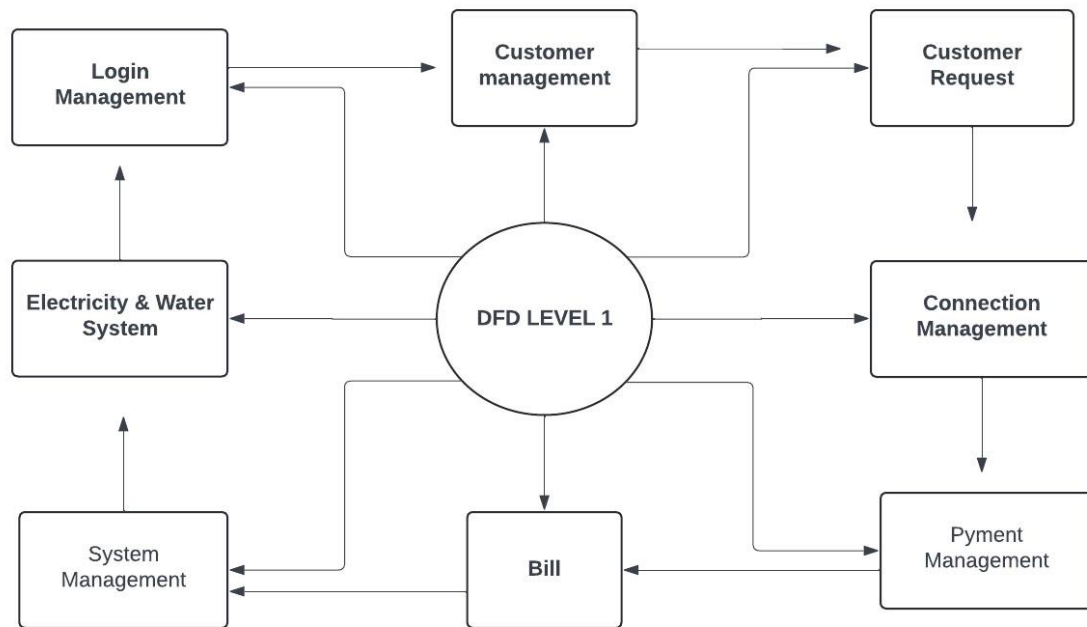 Login
Management
Customer
management
Customer
Request
Electricity & Water
System
DFD LEVEL 1
Connection
Management
System
Management
Bill
Pyment
Management